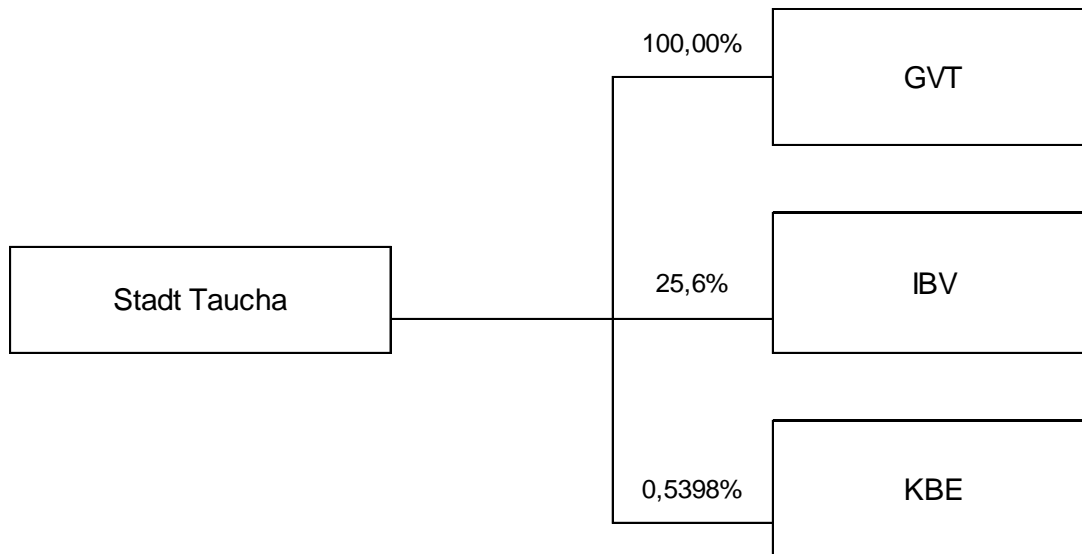 100,00%
GVT
Stadt Taucha
25,6%
IBV
0,5398%
KBE